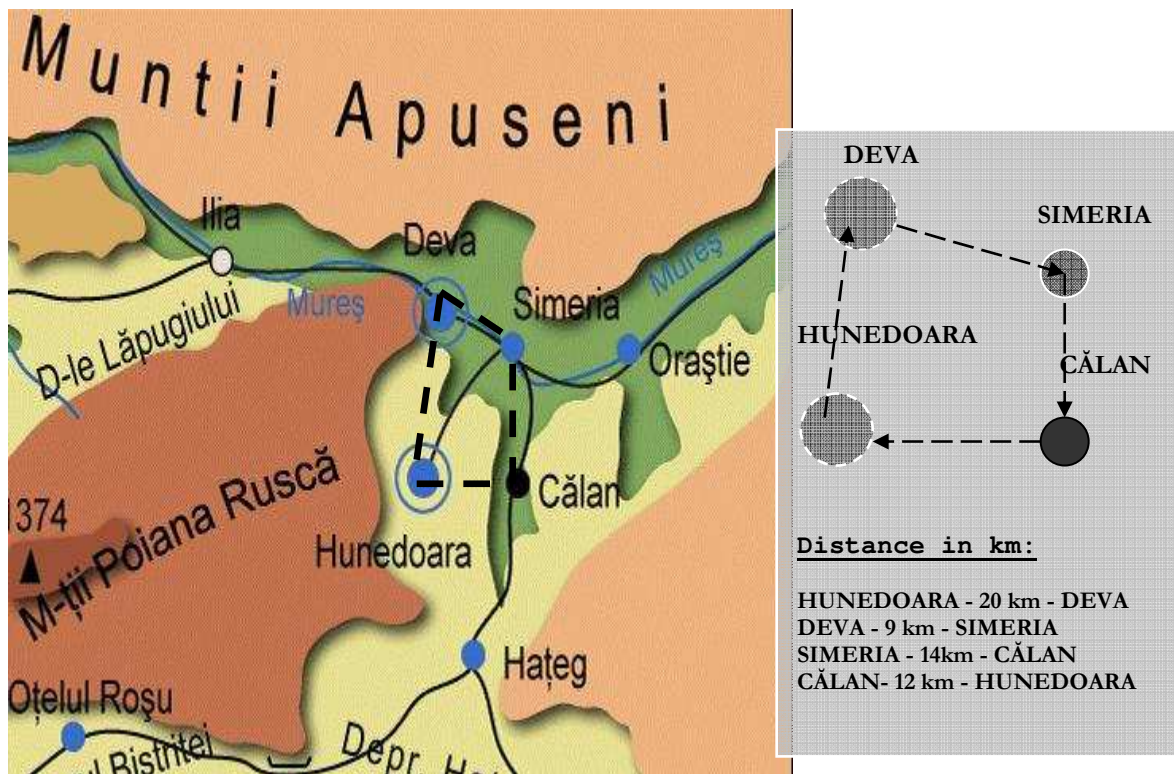 Muntii Apuseni
Ilia
Deva
Mureş
Simeria
Mureş
Oraştie
D-le Lăpugiului
Călan
Hunedoara
1374
M-ţii Poiana Ruscă
Haţeg
Oţelul Roşu
Bistritei
Depr.
DEVA
SIMERIA
HUNEDOARA
CĂLAN
Distance in km:
HUNEDOARA - 20 km - DEVA
DEVA - 9 km - SIMERIA
SIMERIA - 14km - CĂLAN
CĂLAN- 12 km - HUNEDOARA